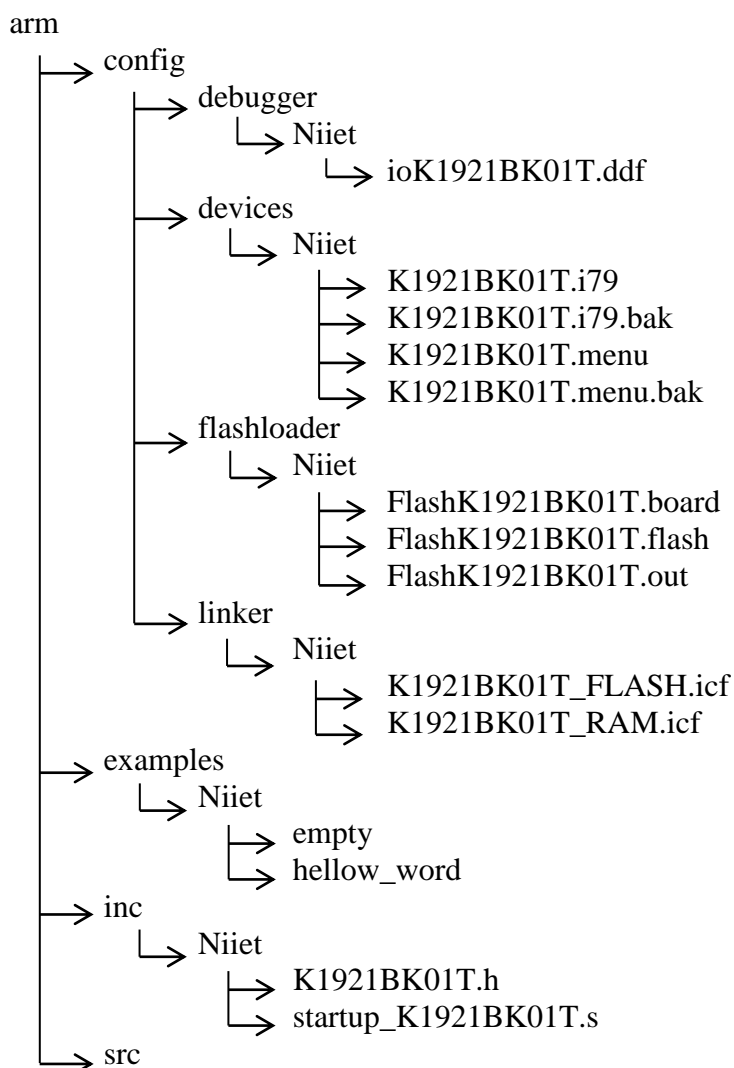 arm
config
debugger
Niiet
ioK1921BK01T.ddf
devices
Niiet
K1921BK01T.i79
K1921BK01T.i79.bak
K1921BK01T.menu
K1921BK01T.menu.bak
flashloader
Niiet
FlashK1921BK01T.board
FlashK1921BK01T.flash
FlashK1921BK01T.out
linker
Niiet
K1921BK01T_FLASH.icf
K1921BK01T_RAM.icf
examples
Niiet
empty
hellow_word
inc
Niiet
K1921BK01T.h
startup_K1921BK01T.s
src